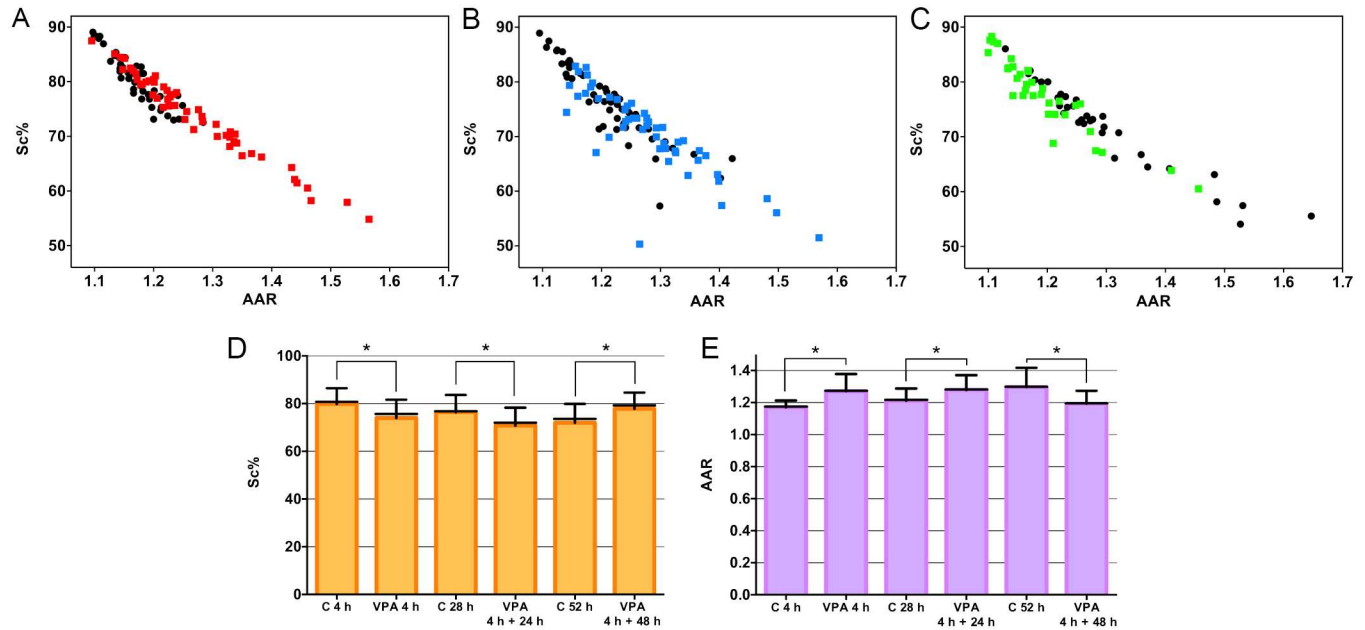 A
90
80
70
60
50
Sc%
1.1 1.2 1.3 1.4 1.5 1.6 1.7
AAR
B
90
80
70
60
50
Sc%
1.1 1.2 1.3 1.4 1.5 1.6 1.7
AAR
C
90
80
70
60
50
Sc%
1.1 1.2 1.3 1.4 1.5 1.6 1.7
AAR
D
100
80
60
40
20
0
Sc%
* * *
C 4 h VPA 4 h C 28 h VPA C 52 h VPA
4 h + 24 h 4 h + 48 h
E
1.4
1.2
1.0
0.8
0.6
0.4
0.2
0.0
AAR
* * *
C 4 h VPA 4 h C 28 h VPA C 52 h VPA
4 h + 24 h 4 h + 48 h